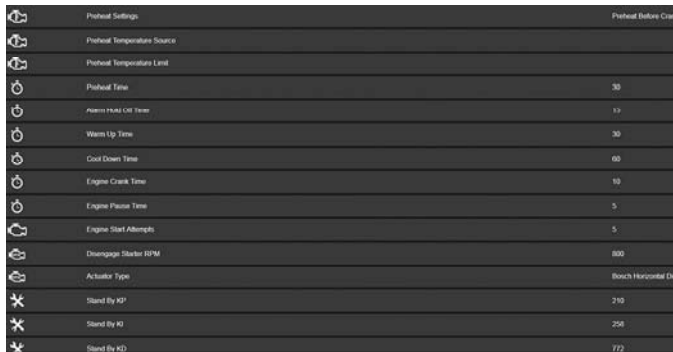 Preheat Settings Preheat Before Cra
Preheat Temperature Source
Preheat Temperature Limit
Preheat Time 30
Alarm Hold Off Timer
Warm Up Time 30
Cool Down Time 60
Engine Crank Time 10
Engine Pause Time 5
Engine Start Attempts 5
Disengage Starter RPM 800
Actuator Type Bosch Horizontal Di
Stand By KP 210
Stand By KI 258
Stand By KD 772